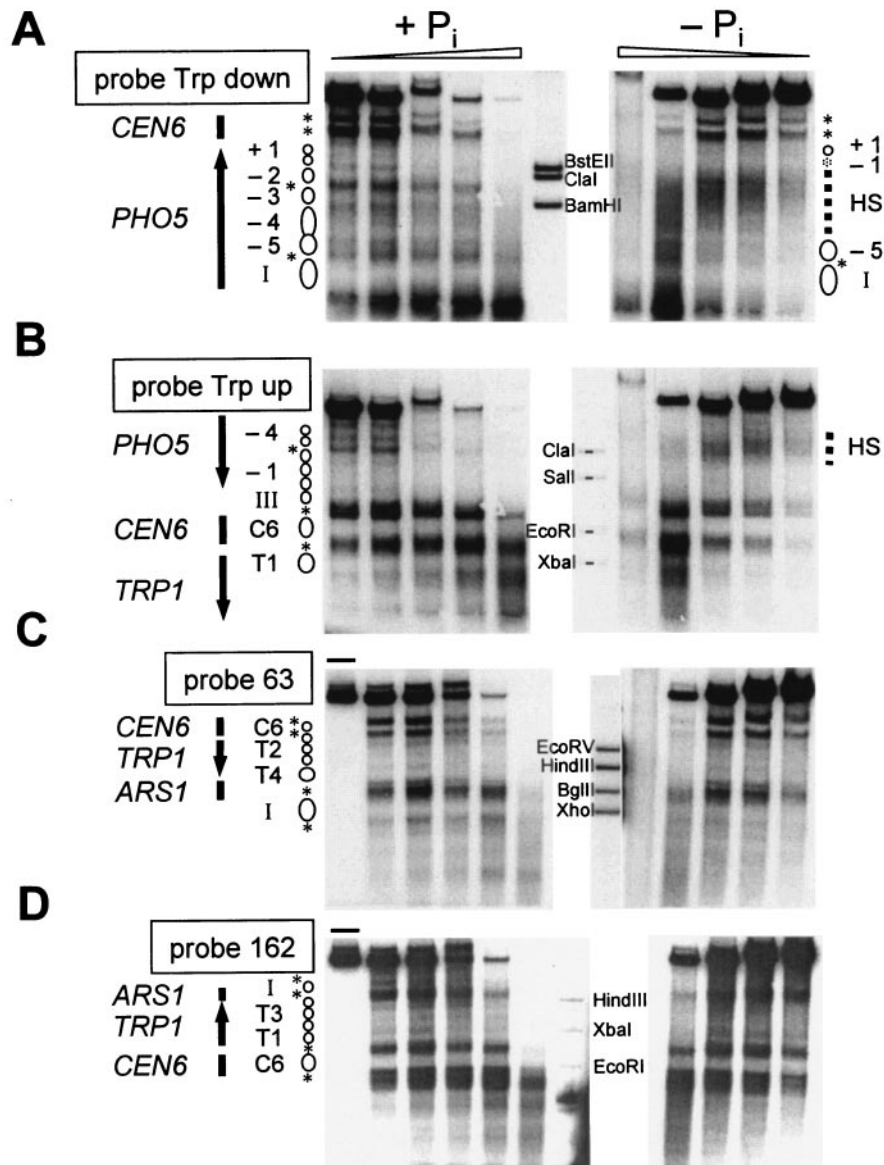 A
+ Pi
– Pi
probe Trp down
CEN6
PHO5
+ 1
– 2
– 3
– 4
– 5
I
*
*
*
*
BstEII
ClaI
BamHI
*
*
+ 1
– 1
HS
– 5
*
I
B
probe Trp up
PHO5
CEN6
TRP1
– 4
*
– 1
III
*
C6
*
T1
ClaI
SalI
EcoRI
XbaI
HS
C
probe 63
CEN6
TRP1
ARS1
C6
T2
T4
I
*
*
*
*
EcoRV
HindIII
BglII
XhoI
D
probe 162
ARS1
TRP1
CEN6
I
T3
T1
C6
*
*
*
*
HindIII
XbaI
EcoRI